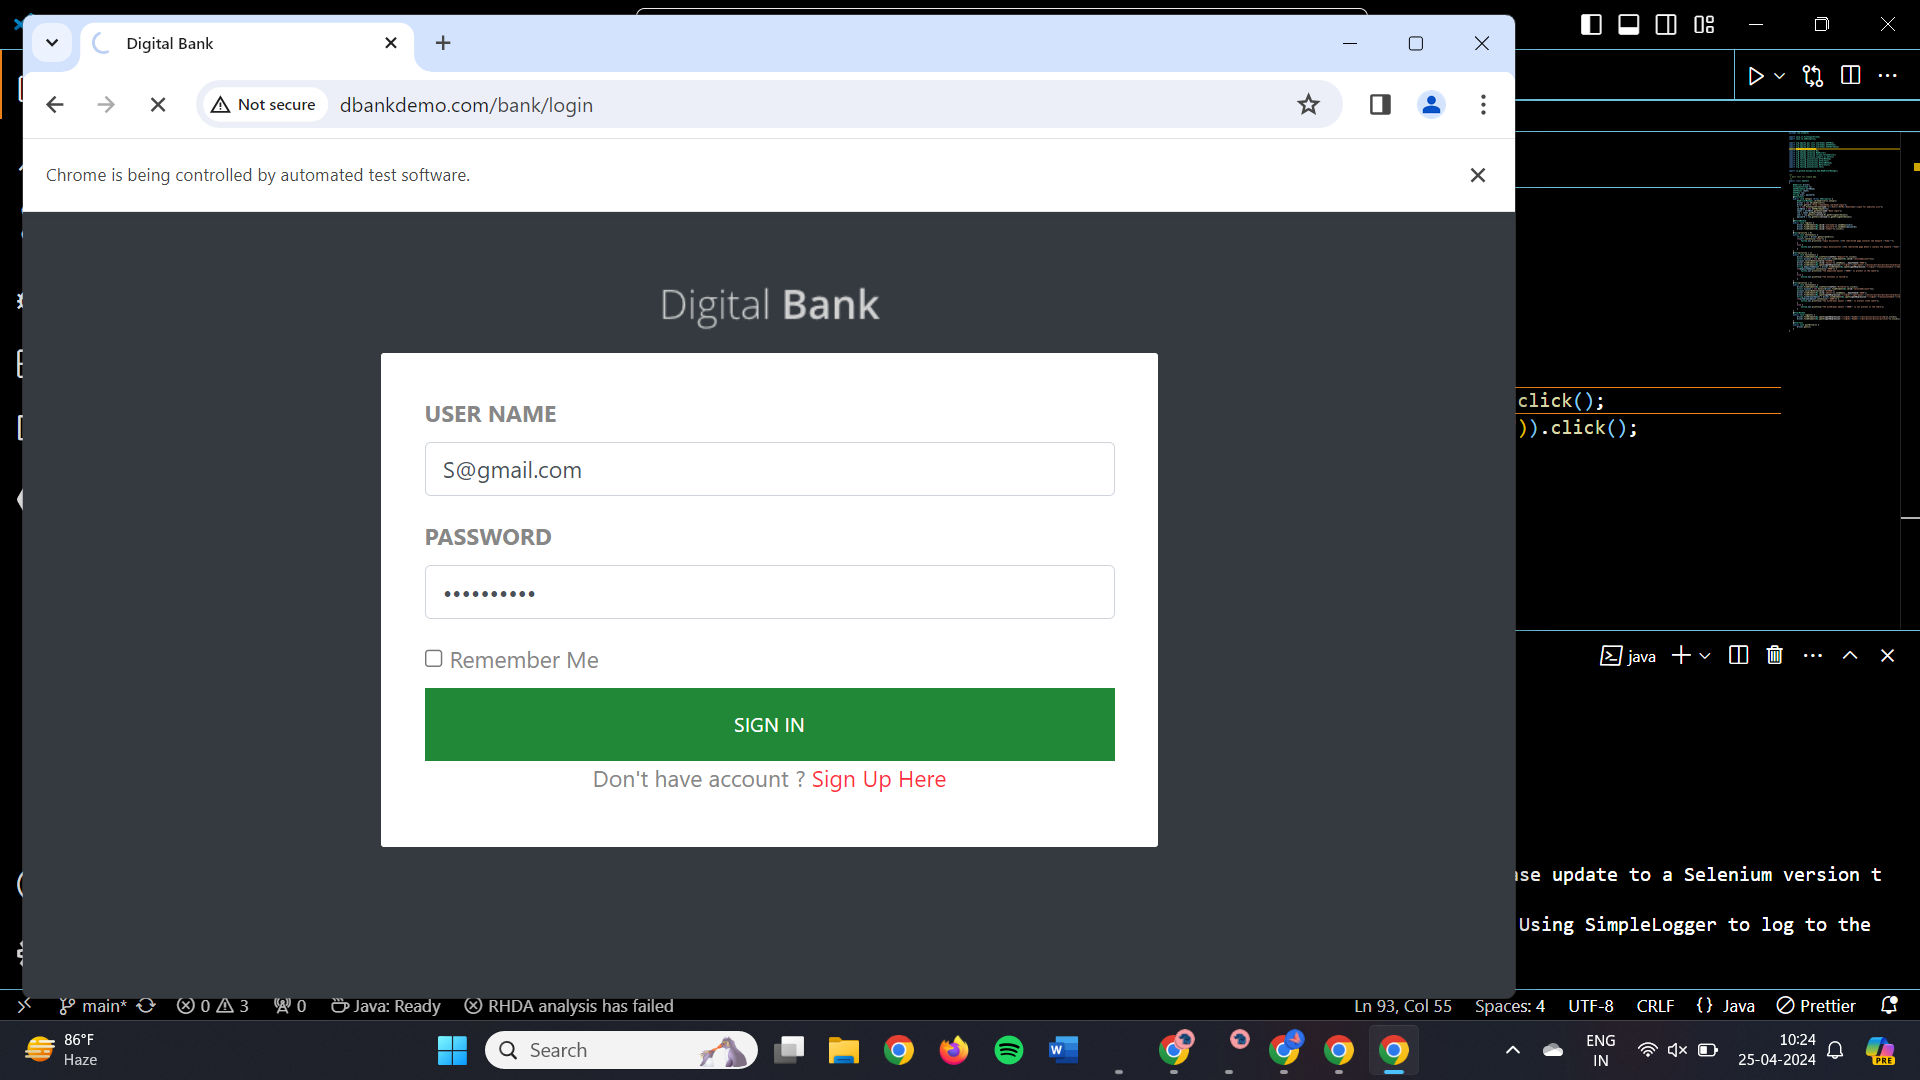 Digital Bank
Not secure
dbankdemo.com/bank/login
Chrome is being controlled by automated test software.
Digital Bank
USER NAME
S@gmail.com
PASSWORD
••••••••••
Remember Me
SIGN IN
Don't have account ? Sign Up Here
click();
)).click();
java
ase update to a Selenium version t
Using SimpleLogger to log to the
main* 0 3 0 Java: Ready RHDA analysis has failed
Ln 93, Col 55 Spaces: 4 UTF-8 CRLF {} Java Prettier
86°F
Haze
Search
ENG
IN
10:24
25-04-2024
PRE